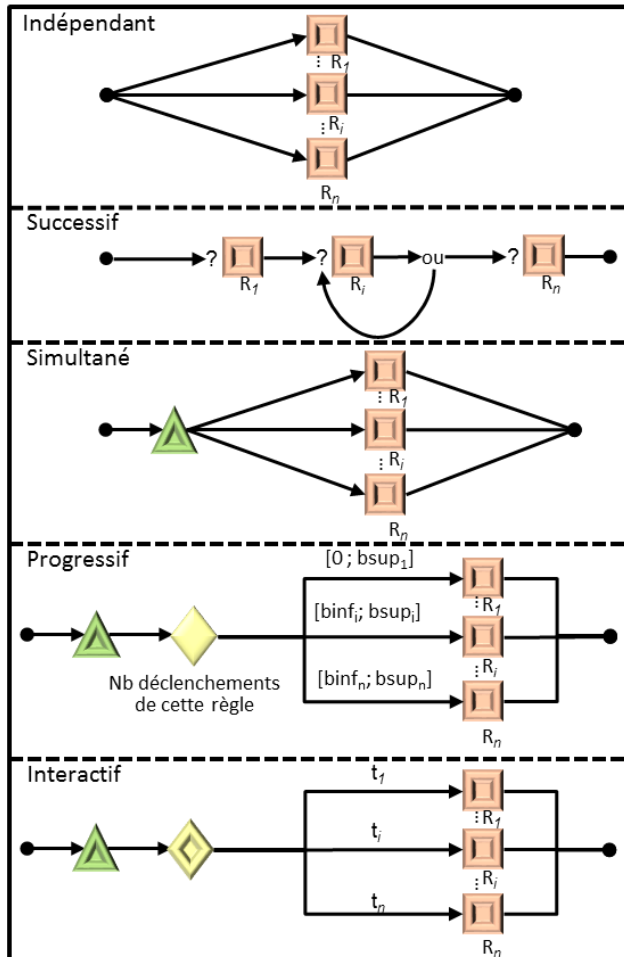 Indépendant
⋮ R1
⋮ Ri
Rn
Successif
? R1 ? Ri ou ? Rn
Simultané
⋮ R1
⋮ Ri
Rn
Progressif
[0 ; bsup1]
⋮ R1
[binfi ; bsupi]
⋮ Ri
Nb déclenchements
de cette règle
[binfn ; bsupn]
Rn
Interactif
t1
⋮ R1
ti
⋮ Ri
tn
Rn